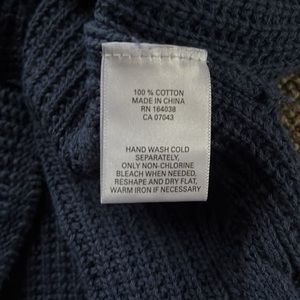 100 % COTTON
MADE IN CHINA
RN 164038
CA 07043
HAND WASH COLD
SEPARATELY,
ONLY NON-CHLORINE
BLEACH WHEN NEEDED,
RESHAPE AND DRY FLAT,
WARM IRON IF NECESSARY